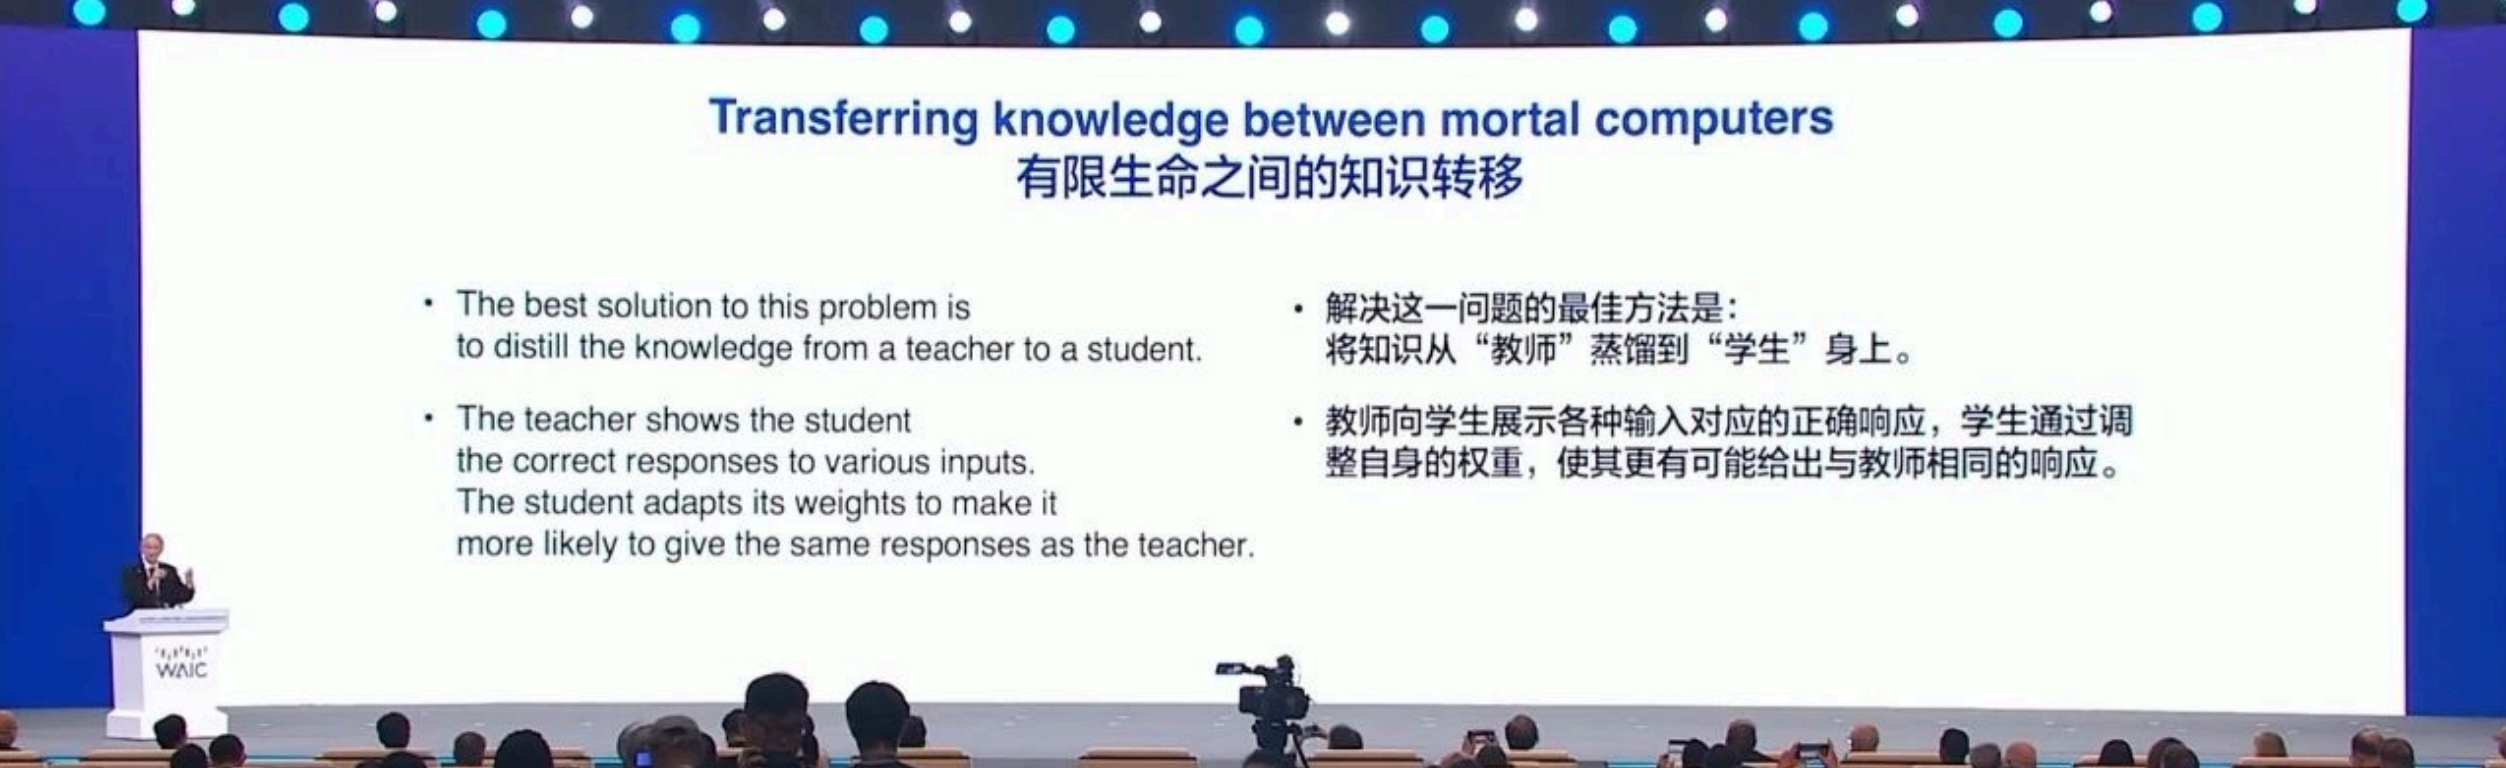 Transferring knowledge between mortal computers
有限生命之间的知识转移
• The best solution to this problem is
to distill the knowledge from a teacher to a student.
• The teacher shows the student
the correct responses to various inputs.
The student adapts its weights to make it
more likely to give the same responses as the teacher.
• 解决这一问题的最佳方法是：
将知识从“教师”蒸馏到“学生”身上。
• 教师向学生展示各种输入对应的正确响应，学生通过调
整自身的权重，使其更有可能给出与教师相同的响应。
WAIC